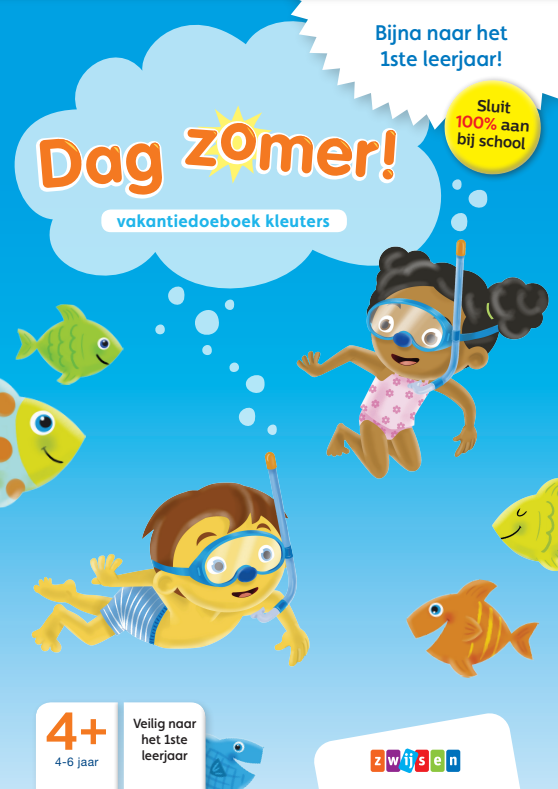 Bijna naar het
1ste leerjaar!
Sluit
100% aan
bij school
Dag zomer!
vakantiedoeboek kleuters
4+
4-6 jaar
Veilig naar
het 1ste
leerjaar
zwijsen